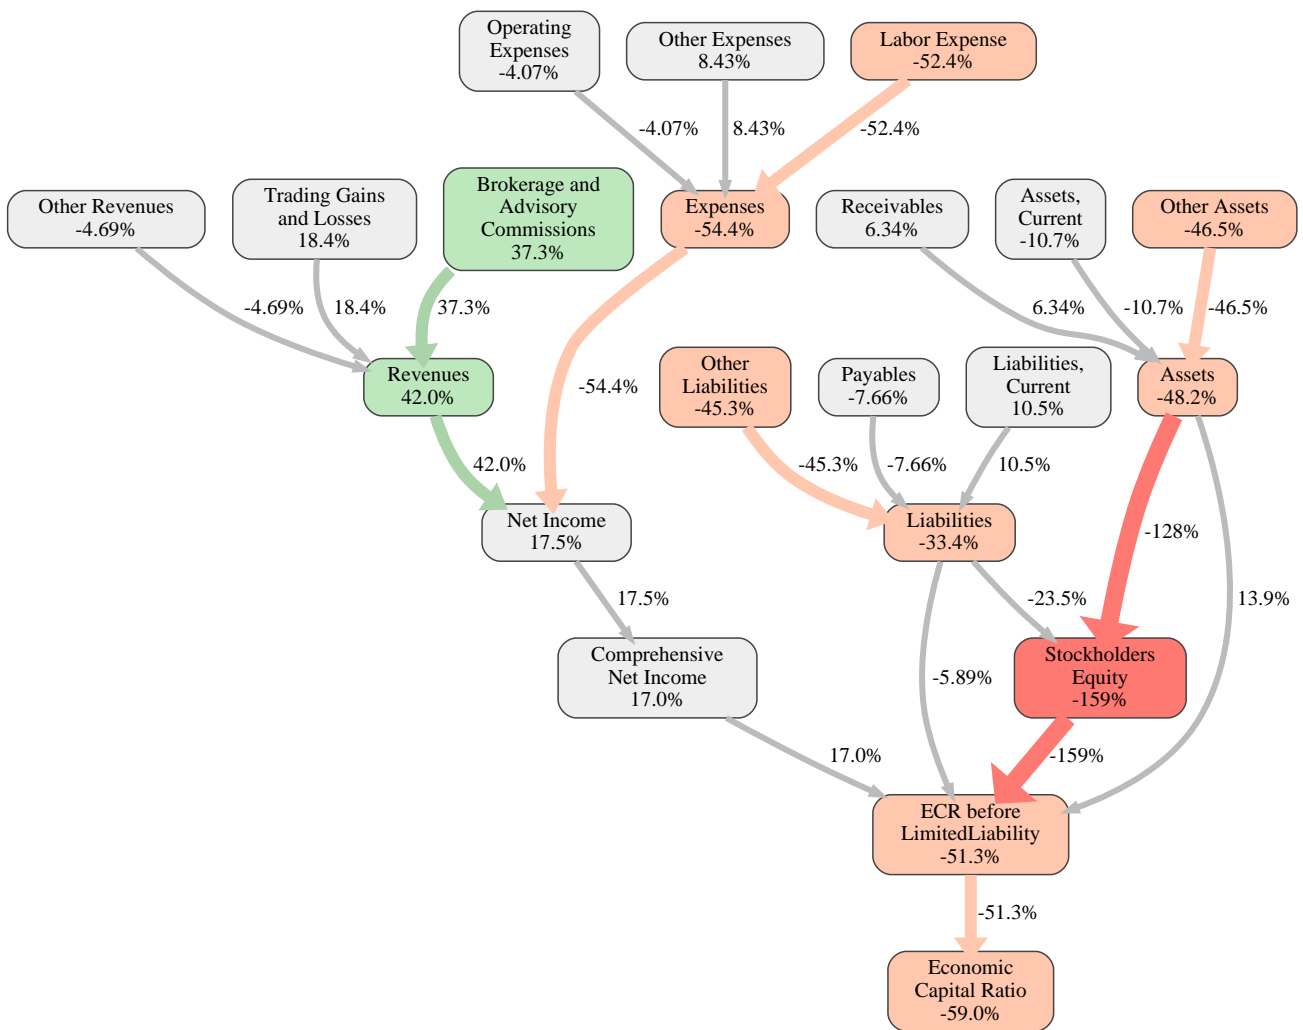 Operating
Expenses
-4.07%
Other Expenses
8.43%
Labor Expense
-52.4%
-4.07%
8.43%
-52.4%
Other Revenues
-4.69%
Trading Gains
and Losses
18.4%
Brokerage and
Advisory
Commissions
37.3%
Expenses
-54.4%
Receivables
6.34%
Assets,
Current
-10.7%
Other Assets
-46.5%
-4.69%
18.4%
37.3%
6.34%
-10.7%
-46.5%
-54.4%
Revenues
42.0%
Other
Liabilities
-45.3%
Payables
-7.66%
Liabilities,
Current
10.5%
Assets
-48.2%
42.0%
-45.3%
-7.66%
10.5%
Net Income
17.5%
Liabilities
-33.4%
-128%
17.5%
-23.5%
13.9%
Comprehensive
Net Income
17.0%
-5.89%
Stockholders
Equity
-159%
17.0%
-159%
ECR before
LimitedLiability
-51.3%
-51.3%
Economic
Capital Ratio
-59.0%